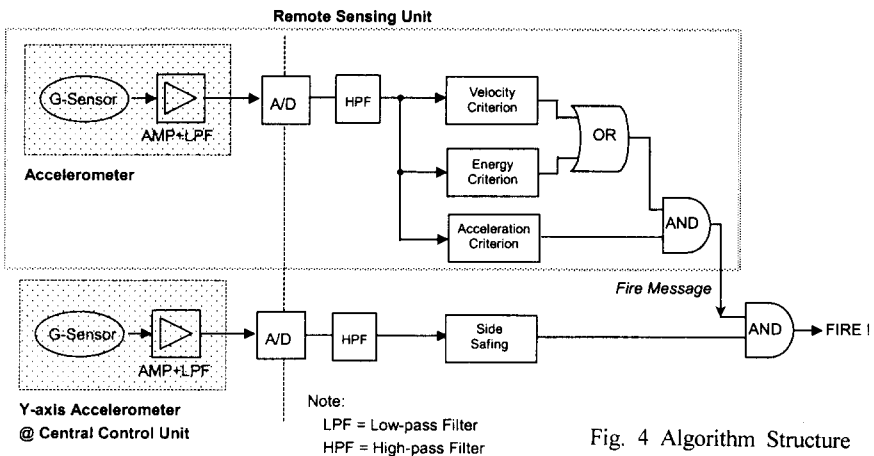 Remote Sensing Unit
G-Sensor
AMP+LPF
Accelerometer
A/D
HPF
Velocity
Criterion
Energy
Criterion
Acceleration
Criterion
OR
AND
Fire Message
G-Sensor
AMP+LPF
Y-axis Accelerometer
@ Central Control Unit
A/D
HPF
Side
Safing
AND
FIRE !
Note:
LPF = Low-pass Filter
HPF = High-pass Filter
Fig. 4 Algorithm Structure